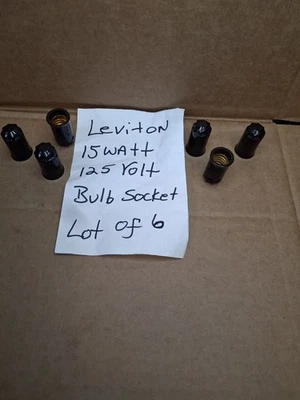 Leviton
15 Watt
125 Volt
Bulb Socket
Lot of 6